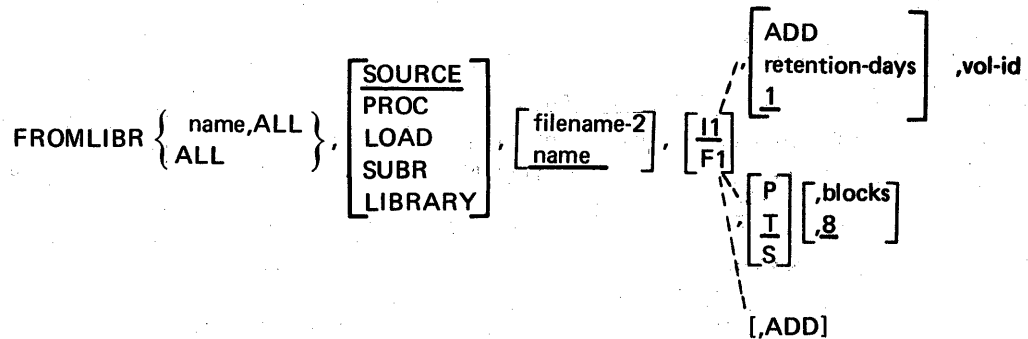 FROMLIBR { name,ALL
ALL } , [ SOURCE
PROC
LOAD
SUBR
LIBRARY ] , [ filename-2
name ] , [ I1
F1 ]
, [ ADD
retention-days
1 ] ,vol-id
, [ P
T
S ] [ ,blocks
,8 ]
[,ADD]